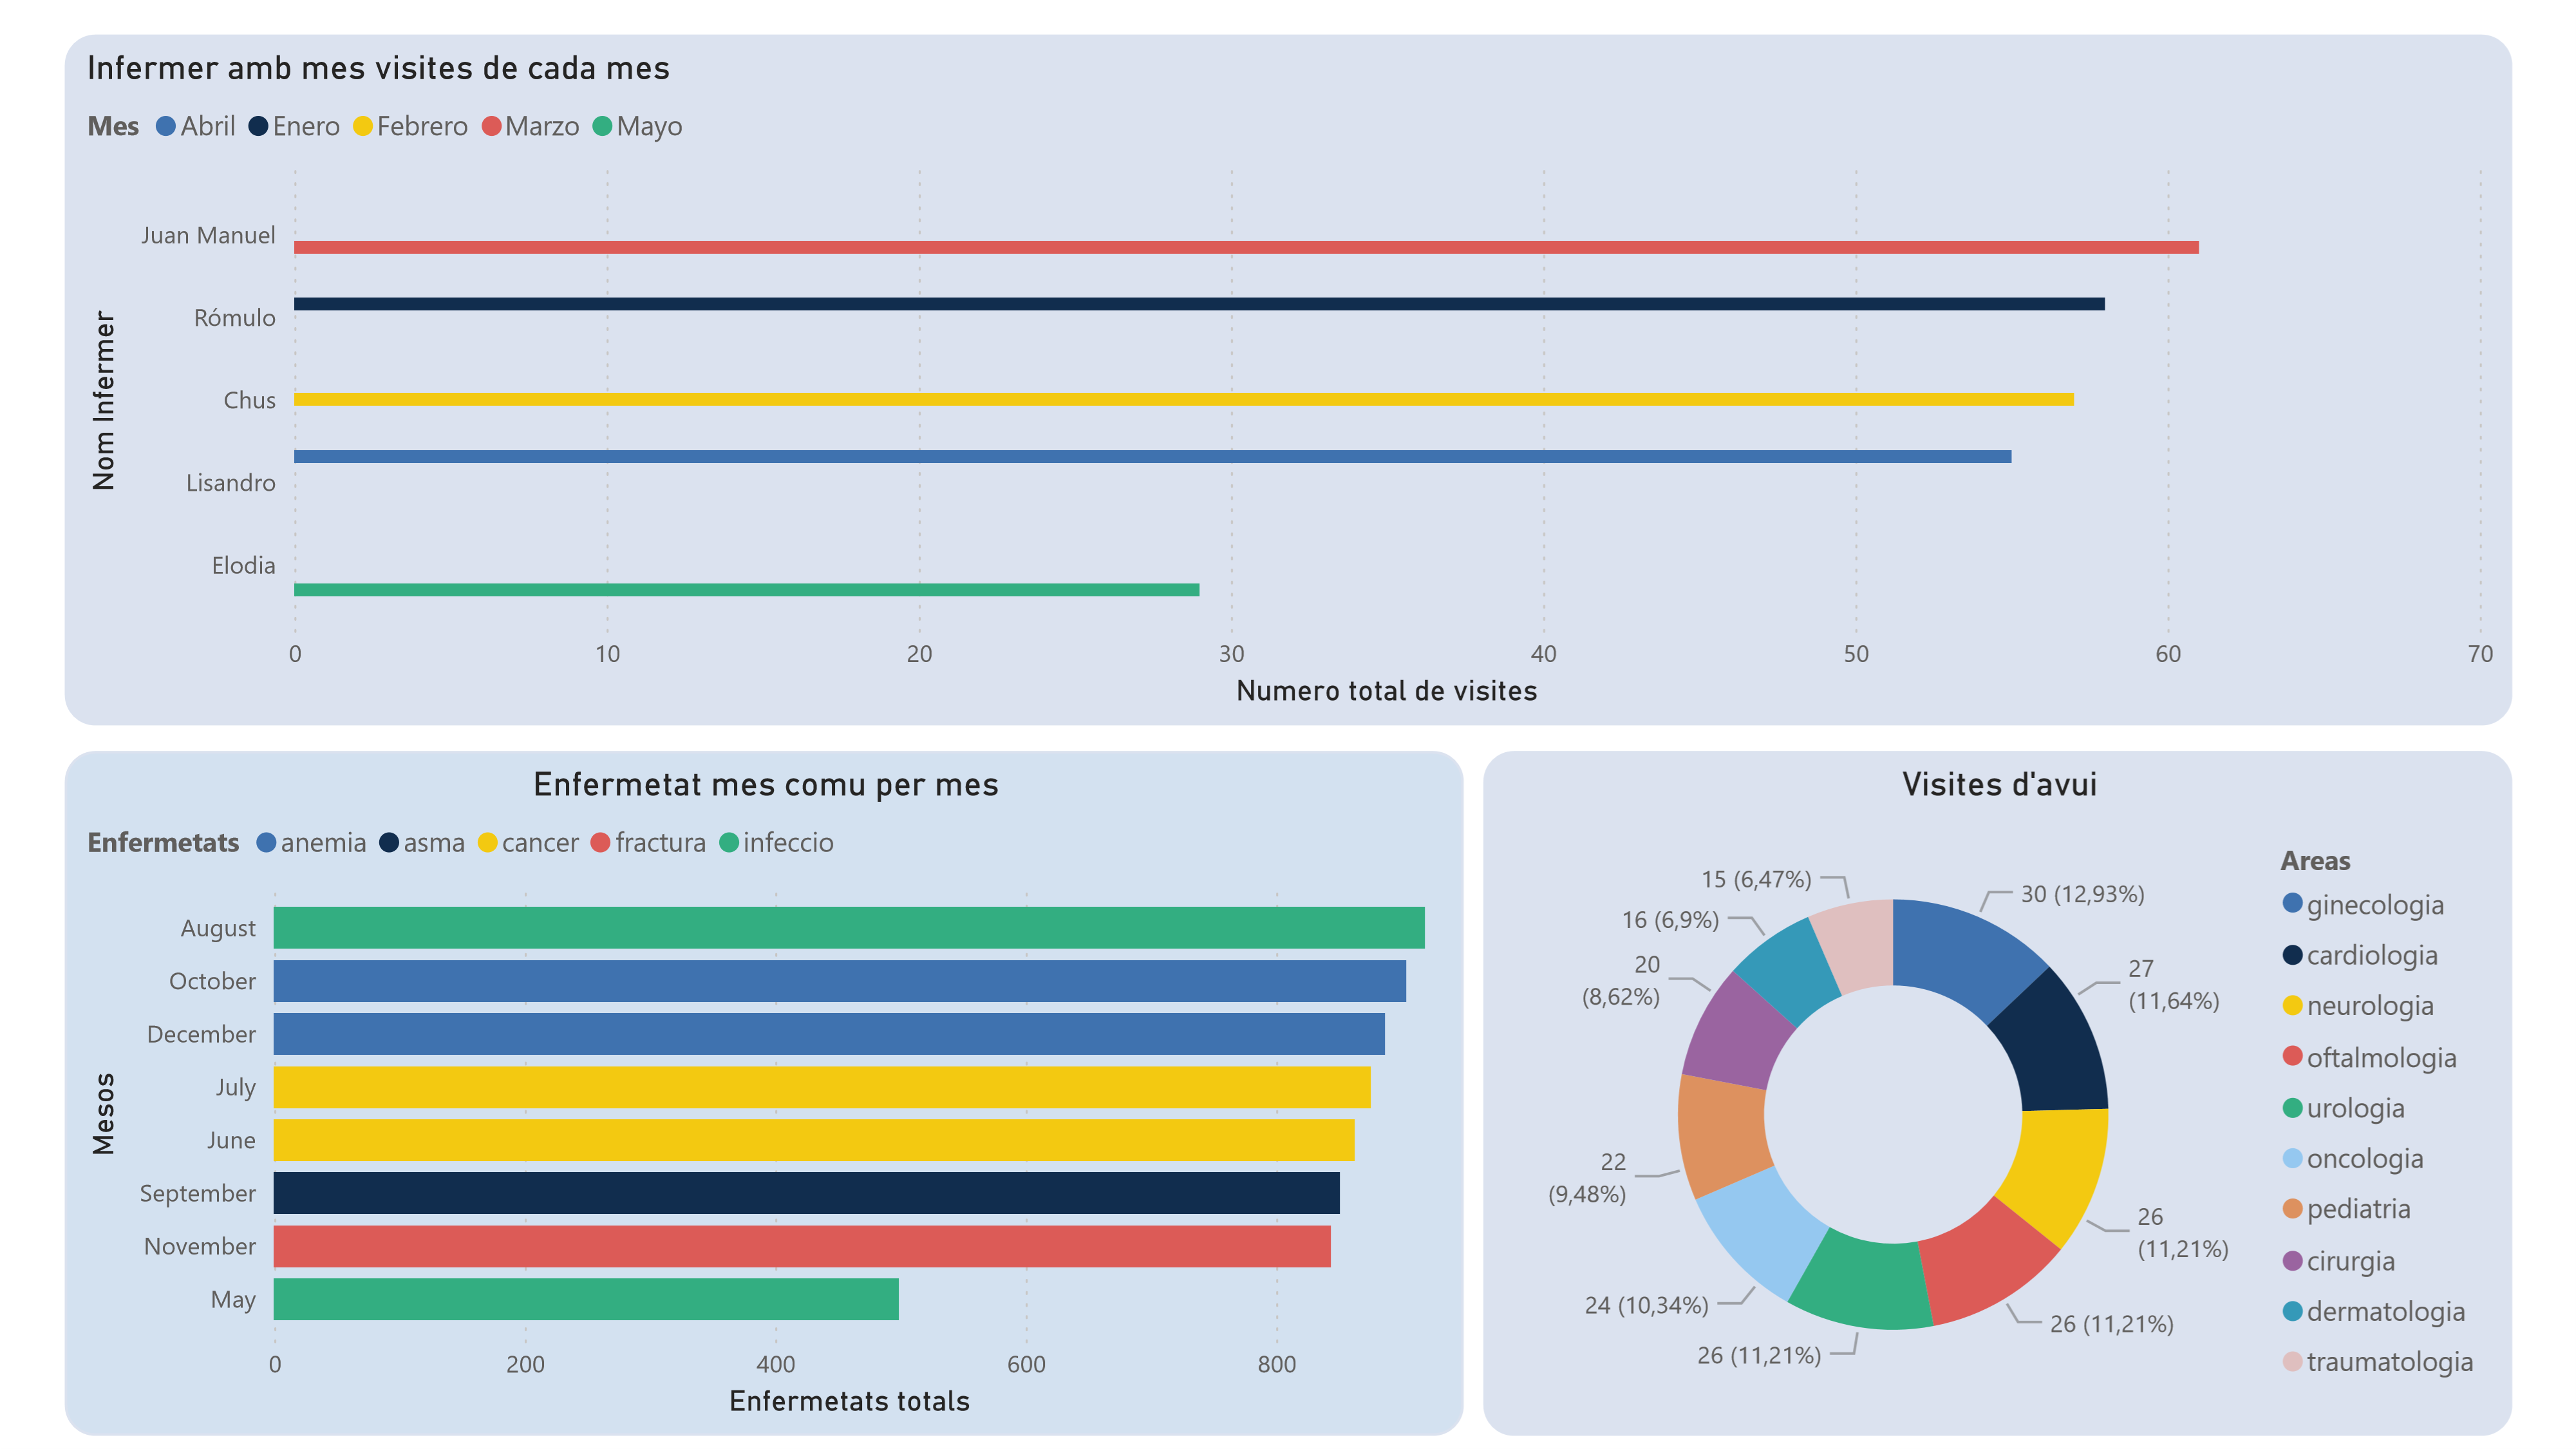 Infermer amb mes visites de cada mes
Mes Abril Enero Febrero Marzo Mayo
Nom Infermer
Juan Manuel
Rómulo
Chus
Lisandro
Elodia
0 10 20 30 40 50 60 70
Numero total de visites
Enfermetat mes comu per mes
Enfermetats anemia asma cancer fractura infeccio
Mesos
August
October
December
July
June
September
November
May
0 200 400 600 800
Enfermetats totals
Visites d'avui
30 (12,93%)
27
(11,64%)
26
(11,21%)
26 (11,21%)
26 (11,21%)
24 (10,34%)
22
(9,48%)
20
(8,62%)
16 (6,9%)
15 (6,47%)
Areas
ginecologia
cardiologia
neurologia
oftalmologia
urologia
oncologia
pediatria
cirurgia
dermatologia
traumatologia